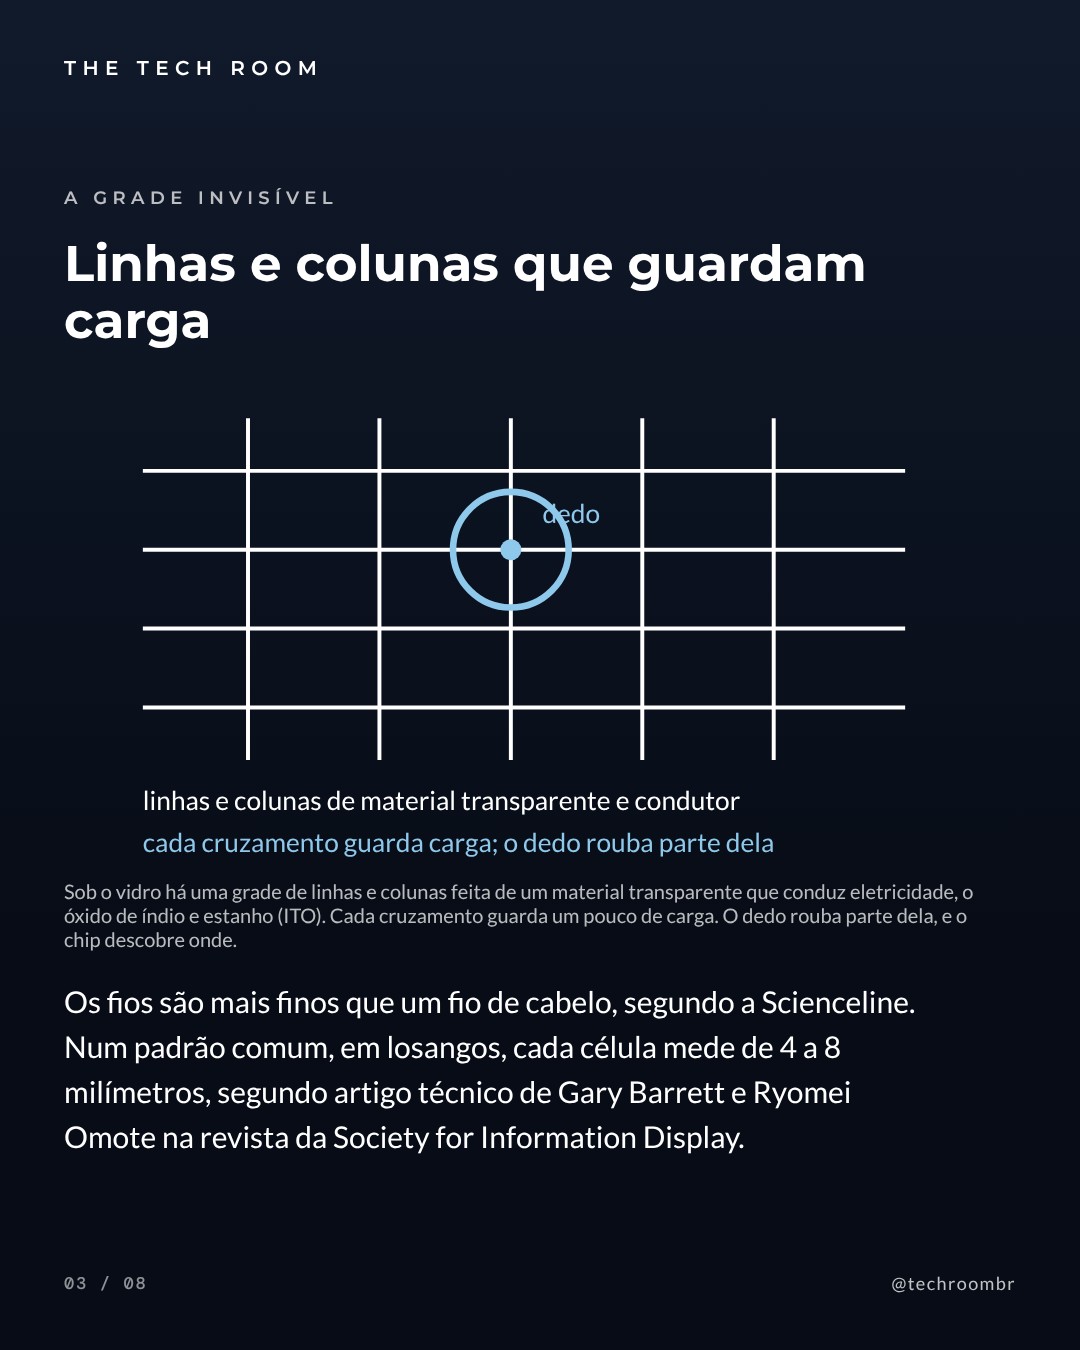 THE TECH ROOM
A GRADE INVISÍVEL
Linhas e colunas que guardam
carga
dedo
linhas e colunas de material transparente e condutor
cada cruzamento guarda carga; o dedo rouba parte dela
Sob o vidro há uma grade de linhas e colunas feita de um material transparente que conduz eletricidade, o
óxido de índio e estanho (ITO). Cada cruzamento guarda um pouco de carga. O dedo rouba parte dela, e o
chip descobre onde.
Os fios são mais finos que um fio de cabelo, segundo a Scienceline.
Num padrão comum, em losangos, cada célula mede de 4 a 8
milímetros, segundo artigo técnico de Gary Barrett e Ryomei
Omote na revista da Society for Information Display.
03 / 08
@techroombr